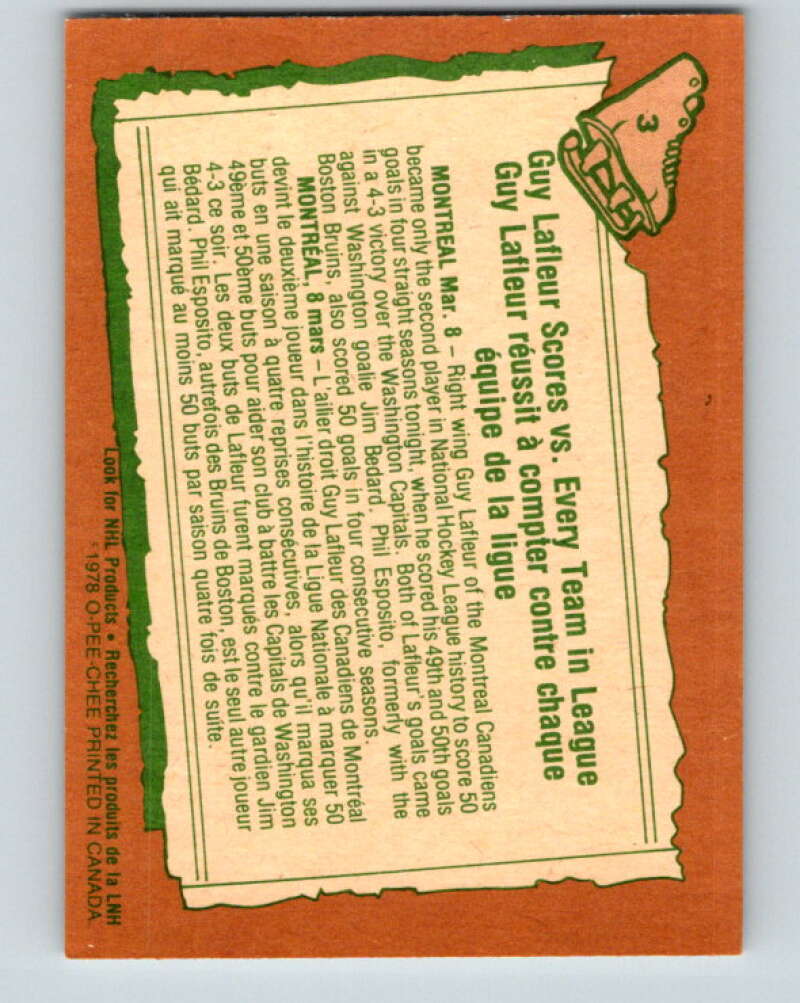 3
Guy Lafleur Scores vs. Every Team in League
Guy Lafleur réussit à compter contre chaque
équipe de la ligue
MONTREAL Mar. 8 – Right wing Guy Lafleur of the Montreal Canadiens
became only the second player in National Hockey League history to score 50
goals in four straight seasons tonight, when he scored his 49th and 50th goals
in a 4-3 victory over the Washington Capitals. Both of Lafleur's goals came
against Washington goalie Jim Bedard. Phil Esposito, formerly with the
Boston Bruins, also scored 50 goals in four consecutive seasons.
MONTRÉAL, 8 mars – L'ailier droit Guy Lafleur des Canadiens de Montréal
devint le deuxième joueur dans l'histoire de la Ligue Nationale à marquer 50
buts en une saison à quatre reprises consécutives, alors qu'il marqua ses
49ème et 50ème buts pour aider son club à battre les Capitals de Washington
4-3 ce soir. Les deux buts de Lafleur furent marqués contre le gardien Jim
Bédard. Phil Esposito, autrefois des Bruins de Boston, est le seul autre joueur
qui ait marqué au moins 50 buts par saison quatre fois de suite.
Look for NHL Products • Recherchez les produits de la LNH
© 1978 O-PEE-CHEE PRINTED IN CANADA.